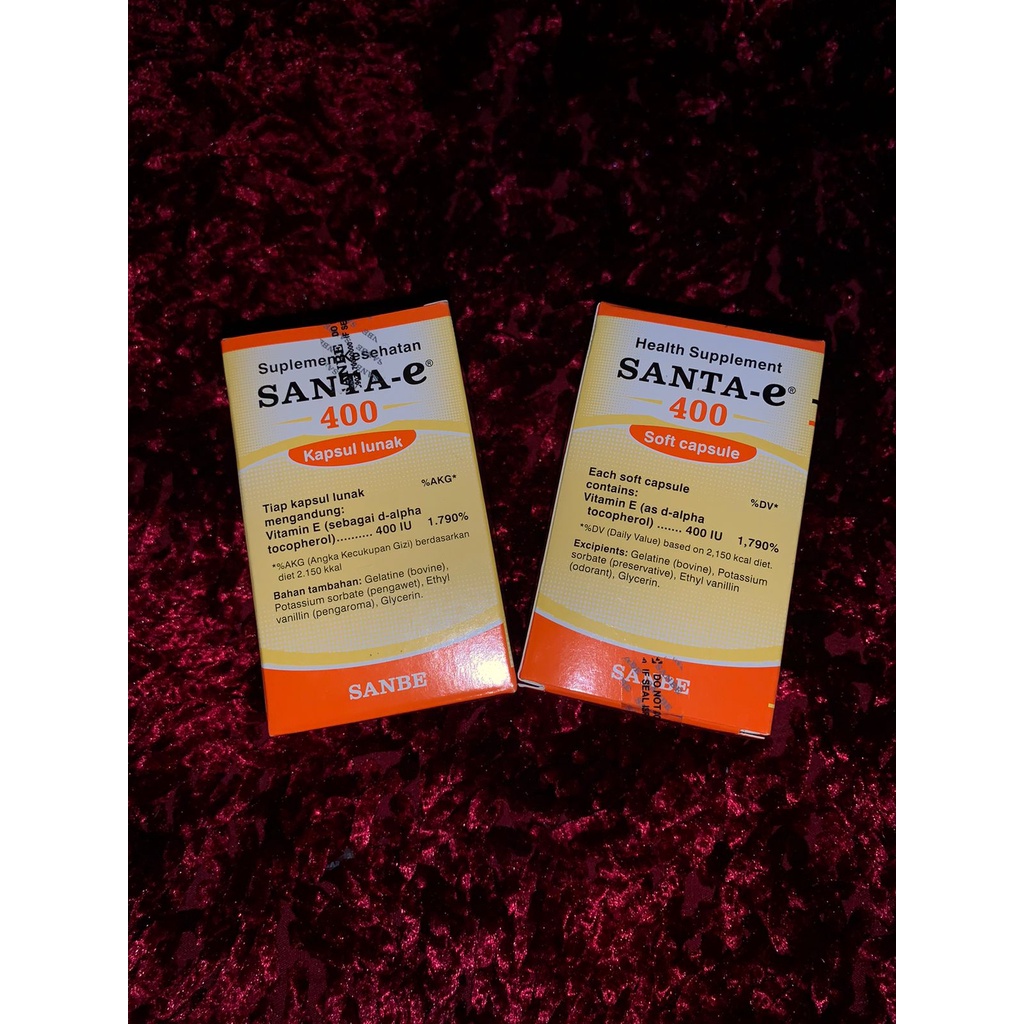 Suplemen Kesehatan
SANTA-e®
400
Kapsul lunak
%AKG*
Tiap kapsul lunak
mengandung:
Vitamin E (sebagai d-alpha
tocopherol).......... 400 IU 1.790%
*%AKG (Angka Kecukupan Gizi) berdasarkan
diet 2.150 kkal
Bahan tambahan: Gelatine (bovine),
Potassium sorbate (pengawet), Ethyl
vanillin (pengaroma), Glycerin.
SANBE
Health Supplement
SANTA-e®
400
Soft capsule
Each soft capsule
contains:
%DV*
Vitamin E (as d-alpha
tocopherol) ....... 400 IU 1,790%
*%DV (Daily Value) based on 2,150 kcal diet.
Excipients: Gelatine (bovine), Potassium
sorbate (preservative), Ethyl vanillin
(odorant), Glycerin.
SANBE
DO NOT
IF SEAL